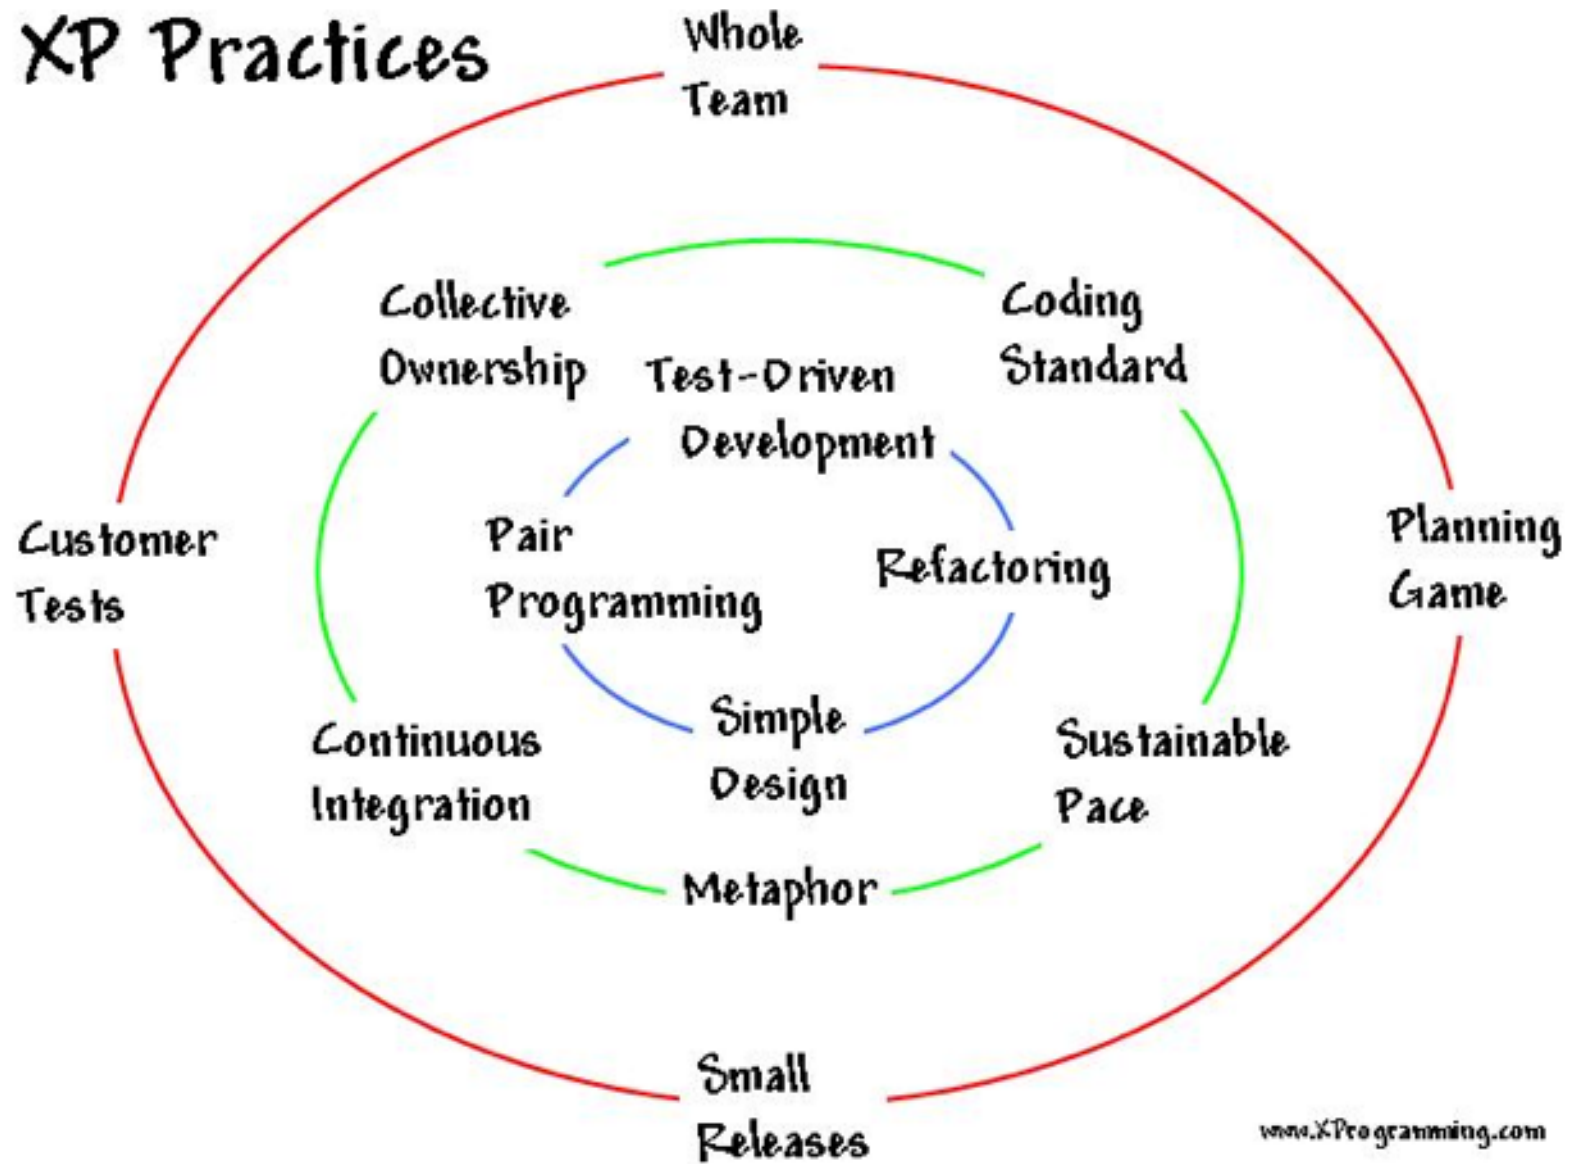 XP Practices
Whole
Team
Collective
Ownership
Coding
Standard
Test-Driven
Development
Customer
Tests
Pair
Programming
Refactoring
Planning
Game
Continuous
Integration
Simple
Design
Sustainable
Pace
Metaphor
Small
Releases
www.XProgramming.com